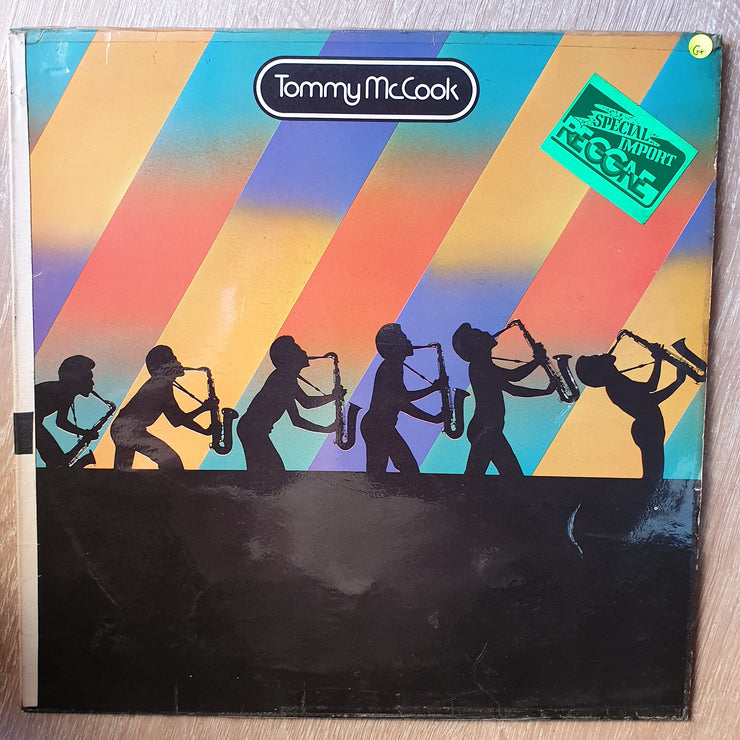 Tommy McCook
G+
SPECIAL
IMPORT
REGGAE